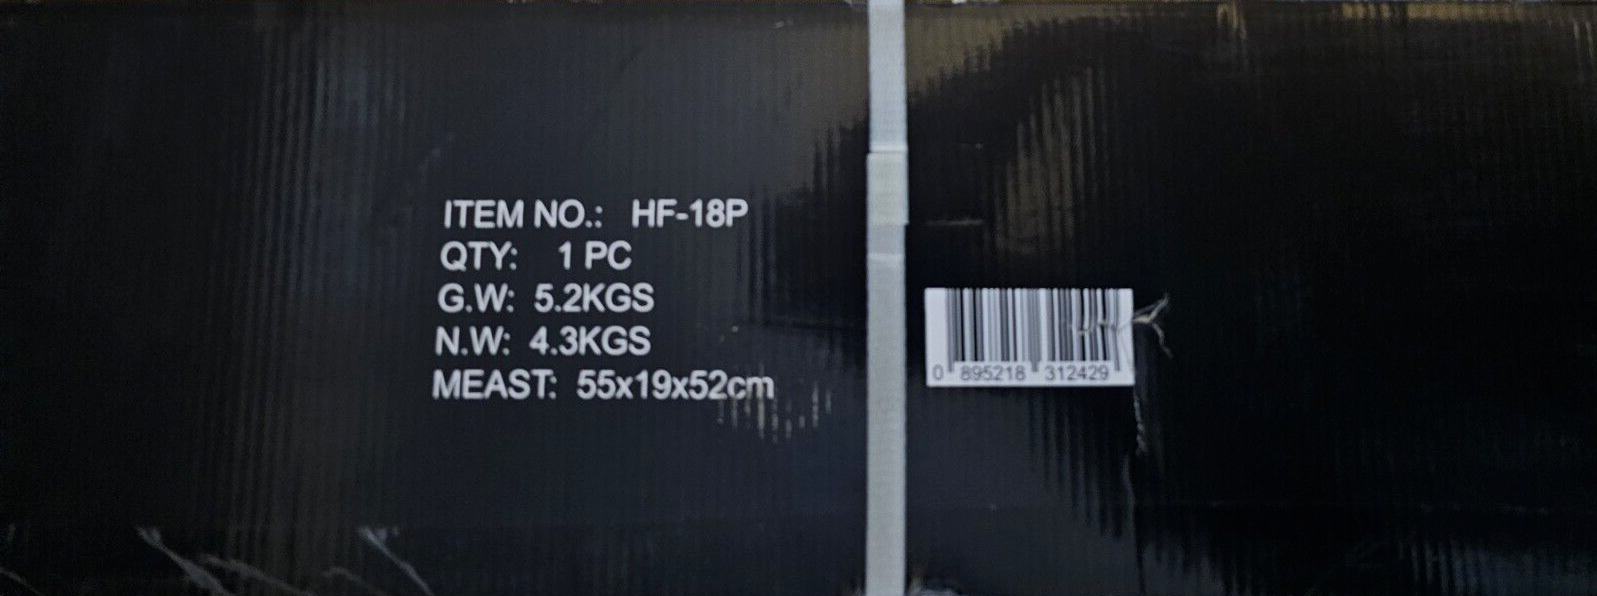 ITEM NO.: HF-18P
QTY: 1 PC
G.W: 5.2KGS
N.W: 4.3KGS
MEAST: 55x19x52cm
0 895218 312429